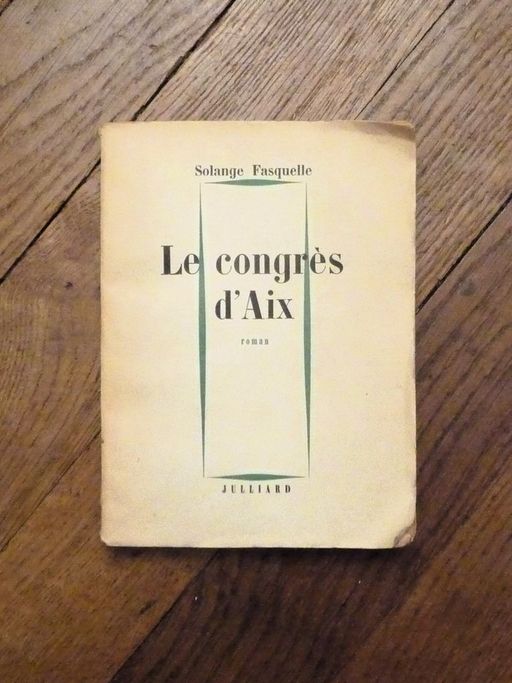 Solange Fasquelle
Le congrès
d'Aix
roman
JULLIARD